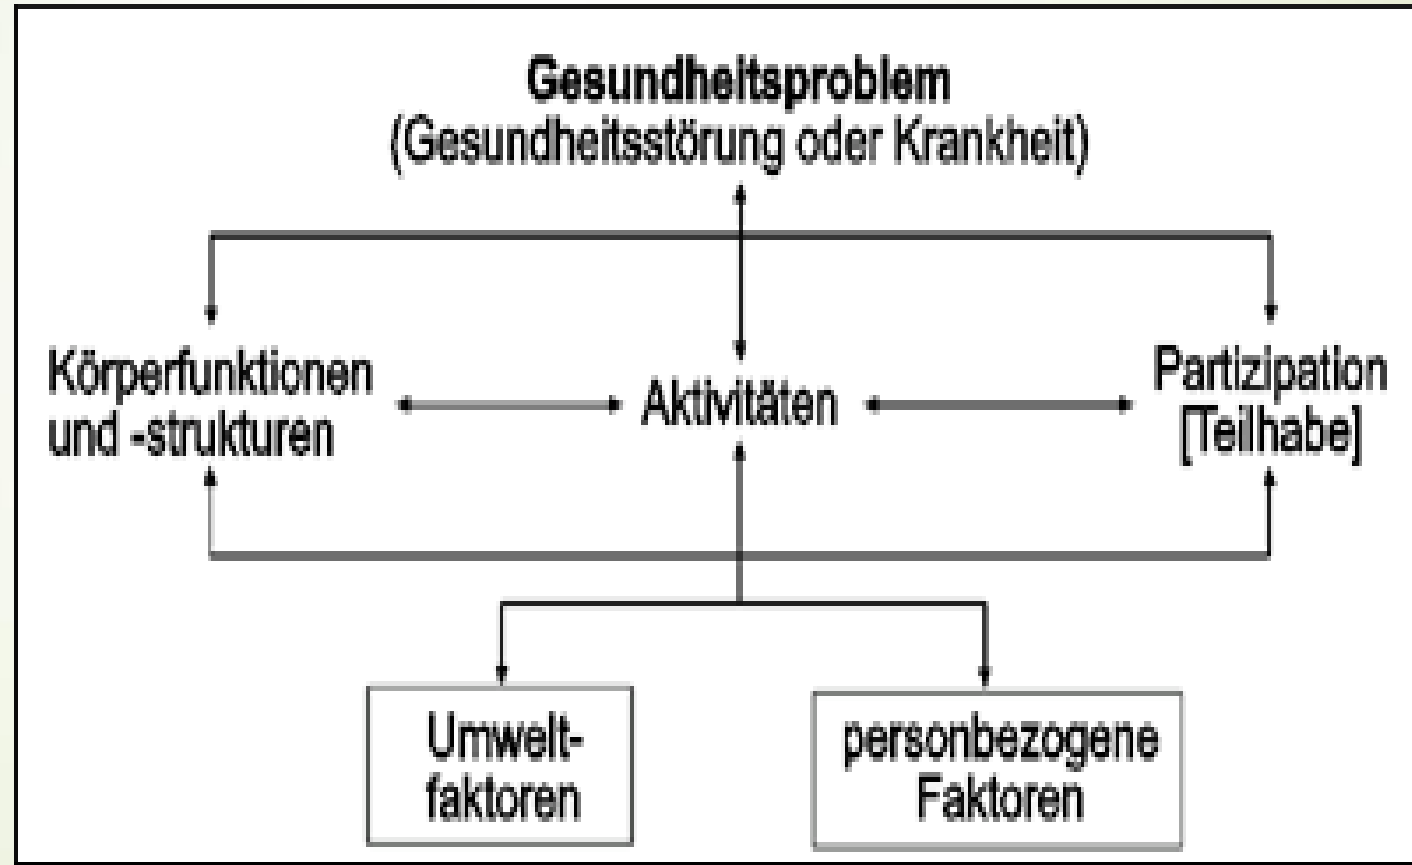 Gesundheitsproblem
(Gesundheitsstörung oder Krankheit)
Körperfunktionen
und -strukturen
Aktivitäten
Partizipation
[Teilhabe]
Umwelt-
faktoren
personbezogene
Faktoren